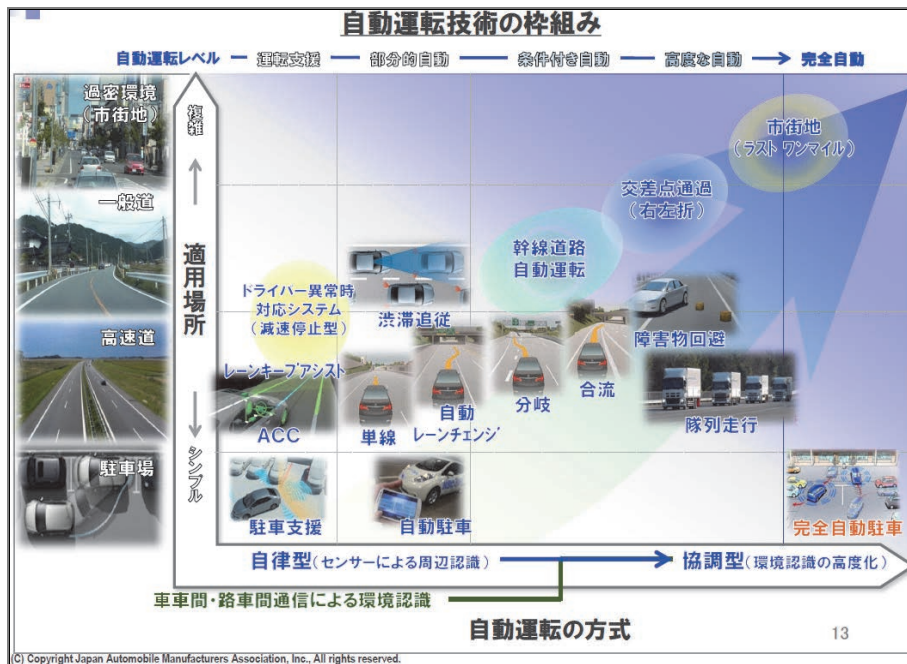 自動運転技術の枠組み
自動運転レベル ー 運転支援 ー 部分的自動 ー 条件付き自動 ー 高度な自動 → 完全自動
過密環境
(市街地)
一般道
高速道
駐車場
複雑
適用場所
シンプル
市街地
(ラスト ワンマイル)
交差点通過
(右左折)
幹線道路
自動運転
ドライバー異常時
対応システム
(減速停止型)
渋滞追従
障害物回避
レーンキープアシスト
ACC
単線
自動
レーンチェンジ
分岐
合流
隊列走行
駐車支援
自動駐車
完全自動駐車
自律型(センサーによる周辺認識)
協調型(環境認識の高度化)
車車間・路車間通信による環境認識
自動運転の方式
13
(C) Copyright Japan Automobile Manufacturers Association, Inc., All rights reserved.